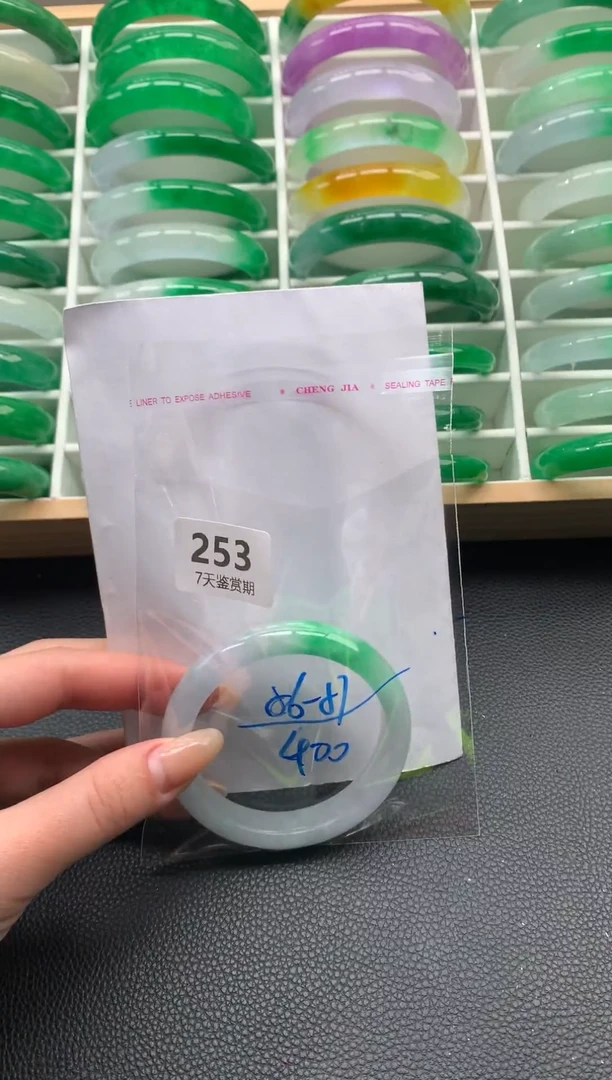 E LINER TO EXPOSE ADHESIVE * CHENG JIA * SEALING TAPE
253
7天鉴赏期
400